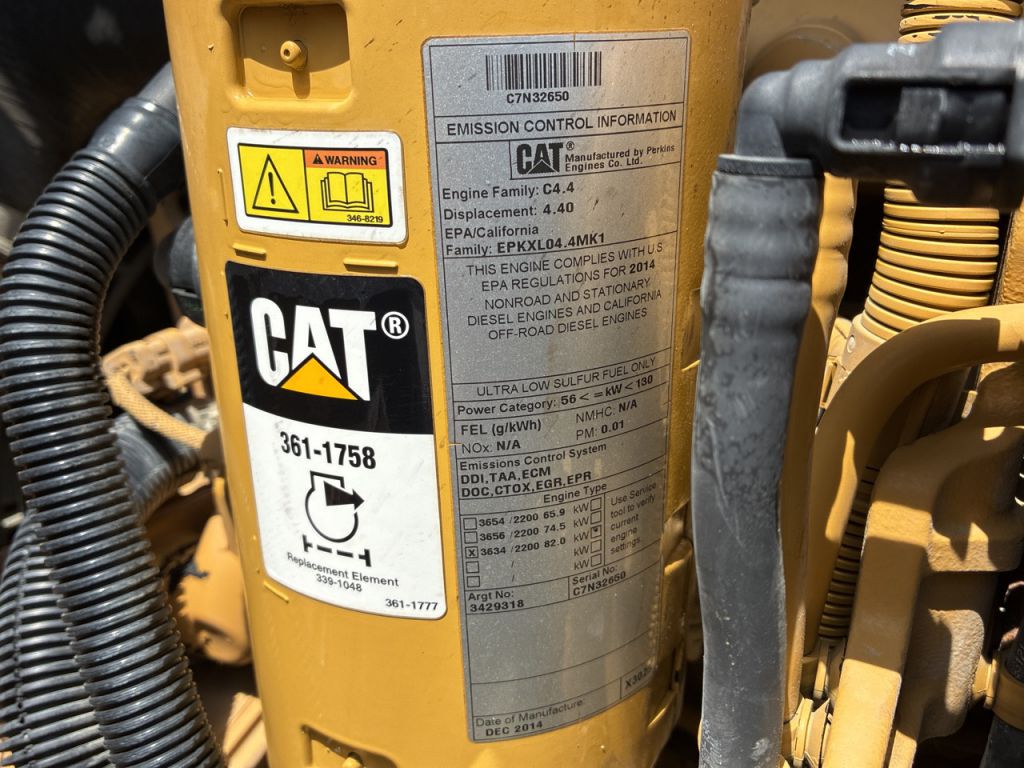 WARNING
346-8219
CAT®
361-1758
Replacement Element
339-1048
361-1777
C7N32650
EMISSION CONTROL INFORMATION
CAT® Manufactured by Perkins
Engines Co. Ltd.
Engine Family: C4.4
Displacement: 4.40
EPA/California
Family: EPKXL04.4MK1
THIS ENGINE COMPLIES WITH U S
EPA REGULATIONS FOR 2014
NONROAD AND STATIONARY
DIESEL ENGINES AND CALIFORNIA
OFF-ROAD DIESEL ENGINES
ULTRA LOW SULFUR FUEL ONLY
Power Category: 56 < = kW < 130
FEL (g/kWh) NMHC: N/A
NOx: N/A PM: 0.01
Emissions Control System
DDI,TAA,ECM
DOC,CTOX,EGR,EPR
Engine Type
3654 /2200 65.9 kW
3656 /2200 74.5 kW
X 3634 /2200 82.0 kW
/ kW
/ kW
Use Service
tool to verify
current
engine
settings.
Argt No: Serial No:
3429318 C7N32650
Date of Manufacture:
DEC 2014